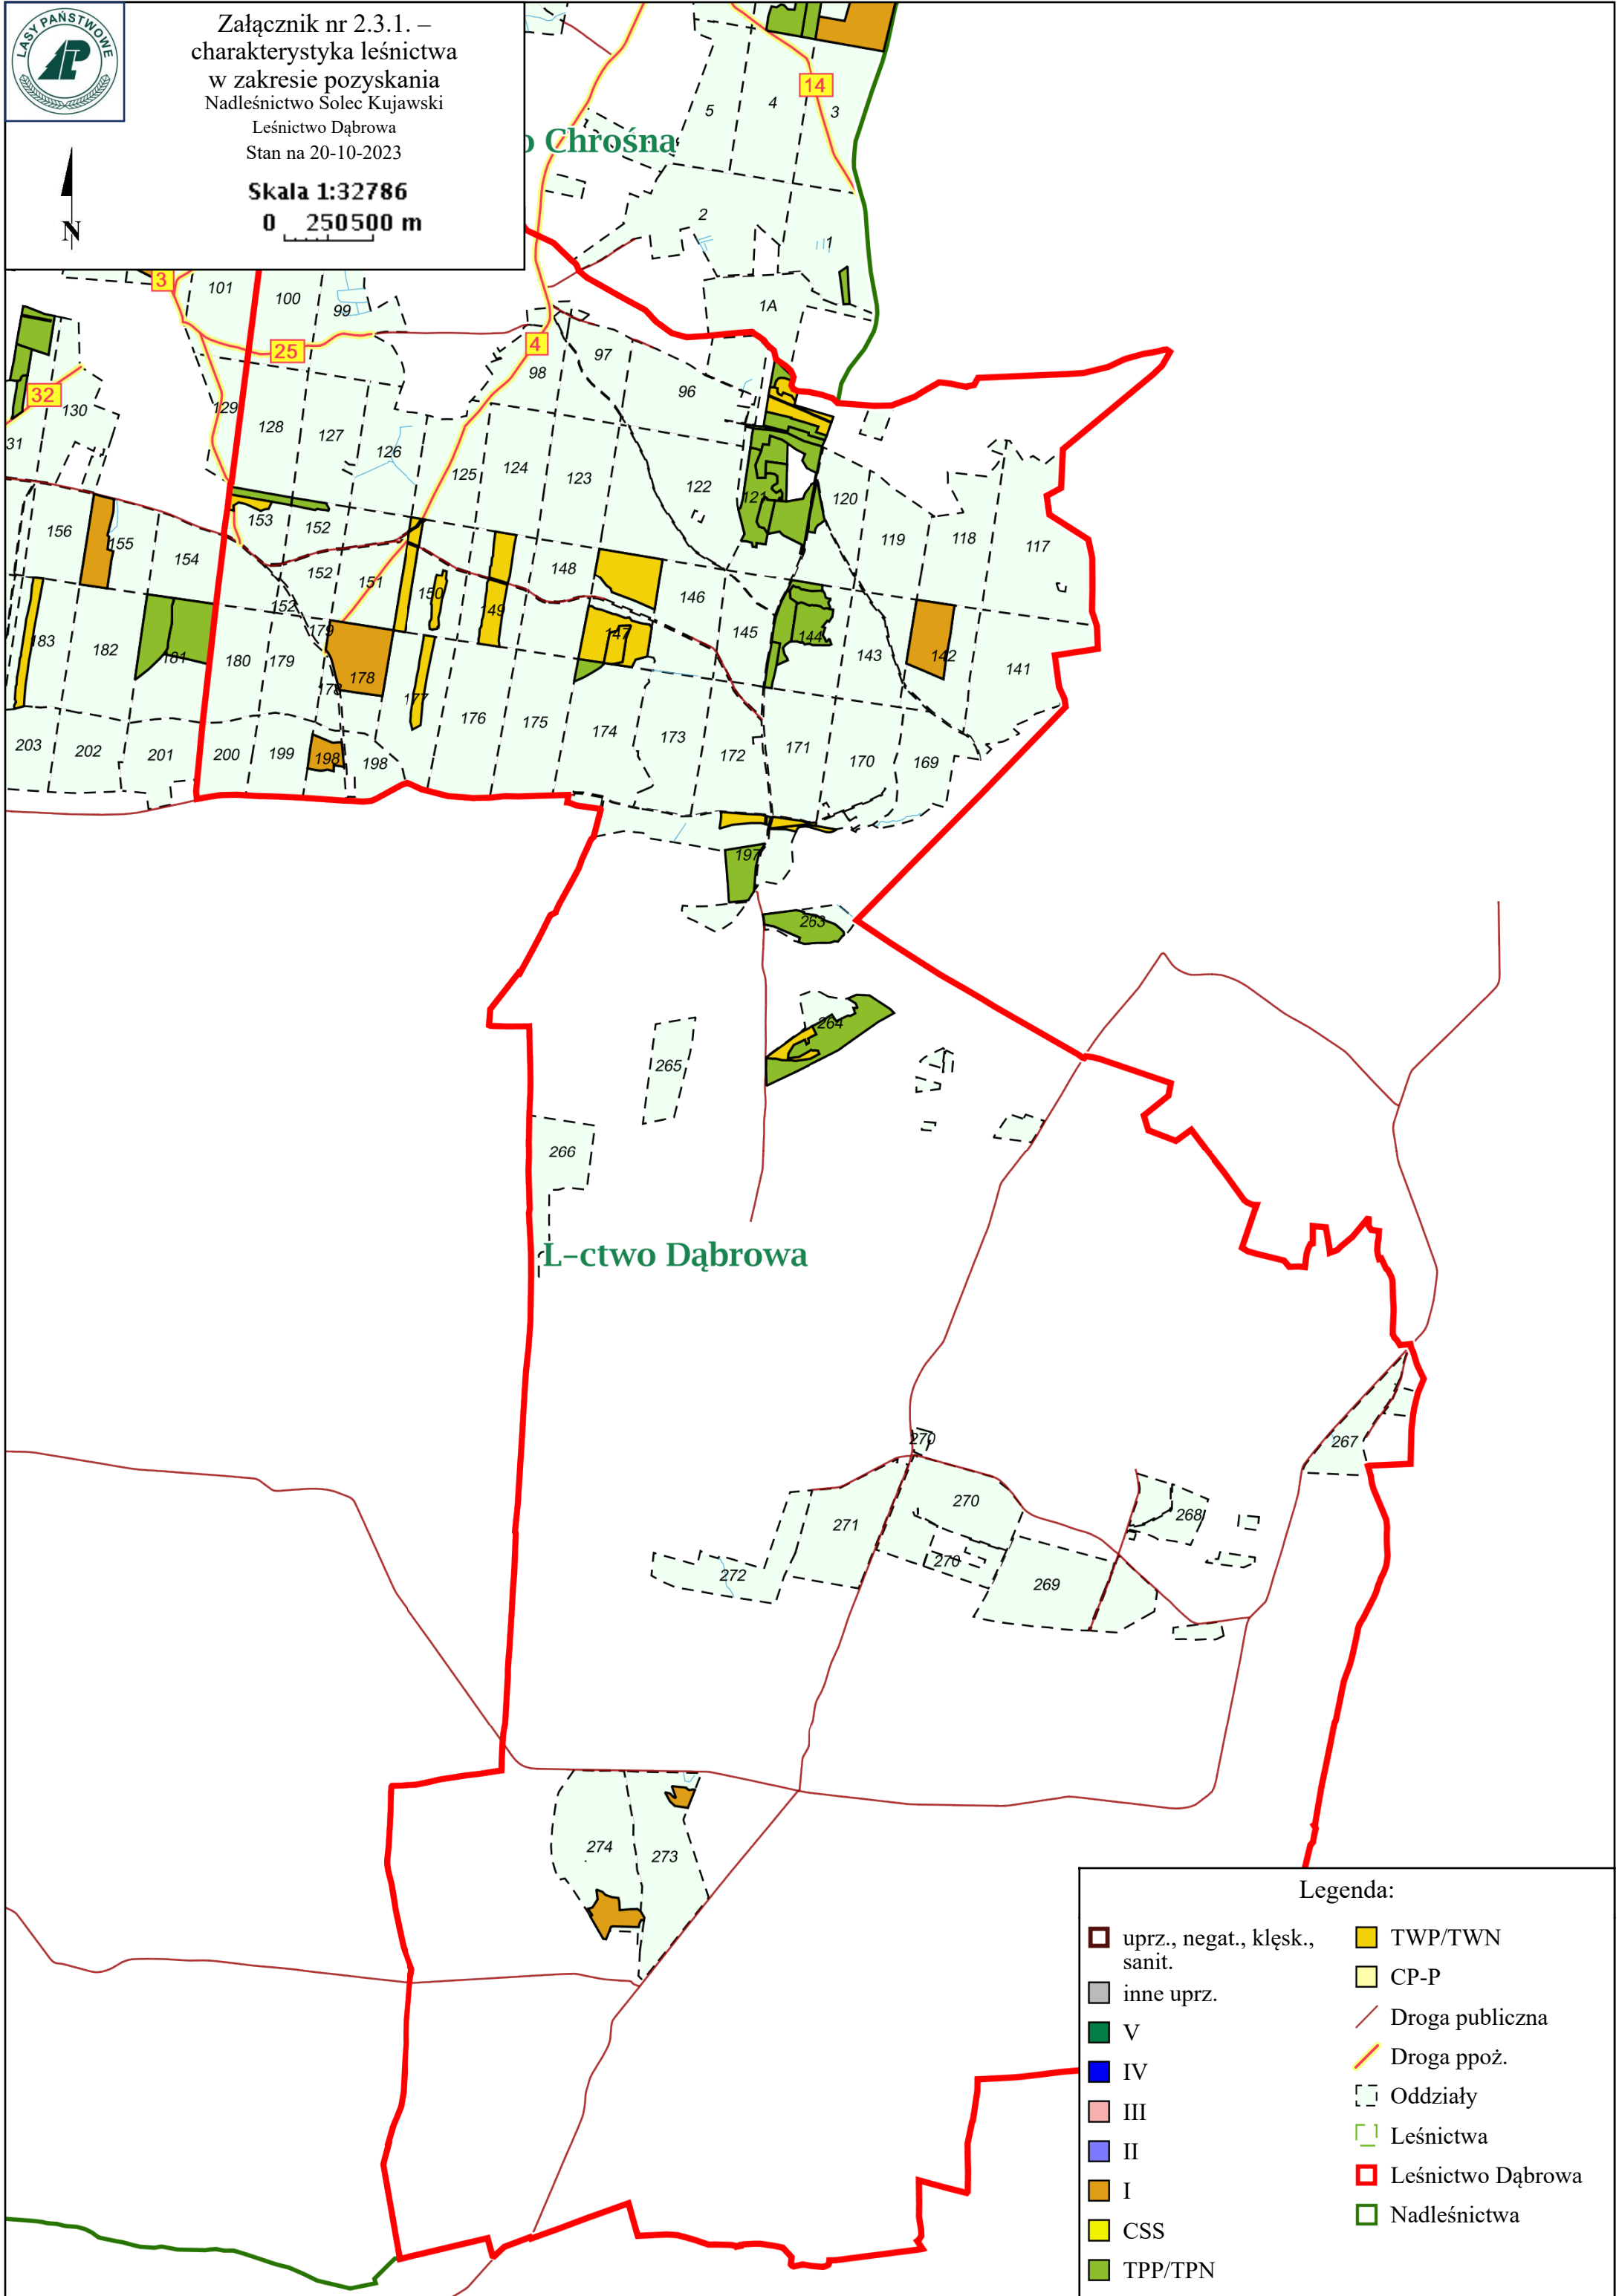 LASY PAŃSTWOWE
Załącznik nr 2.3.1. –
charakterystyka leśnictwa
w zakresie pozyskania
Nadleśnictwo Solec Kujawski
Leśnictwo Dąbrowa
Stan na 20-10-2023
Skala 1:32786
0 250500 m
N
o Chrośna
14
5
4
3
2
1
1A
3
101
100
99
25
4
97
98
96
32
130
129
128
127
126
31
125
124
123
122
121
120
119
118
117
156
155
154
153
152
152
151
150
149
148
146
147
145
144
143
142
141
152
183
182
181
180
179
179
178
178
177
176
175
174
173
172
171
170
169
203
202
201
200
199
198
198
197
263
264
265
266
L-ctwo Dąbrowa
270
267
270
271
268
270
272
269
274
273
Legenda:
uprz., negat., klęsk.,
sanit.
inne uprz.
V
IV
III
II
I
CSS
TPP/TPN
TWP/TWN
CP-P
Droga publiczna
Droga ppoż.
Oddziały
Leśnictwa
Leśnictwo Dąbrowa
Nadleśnictwa